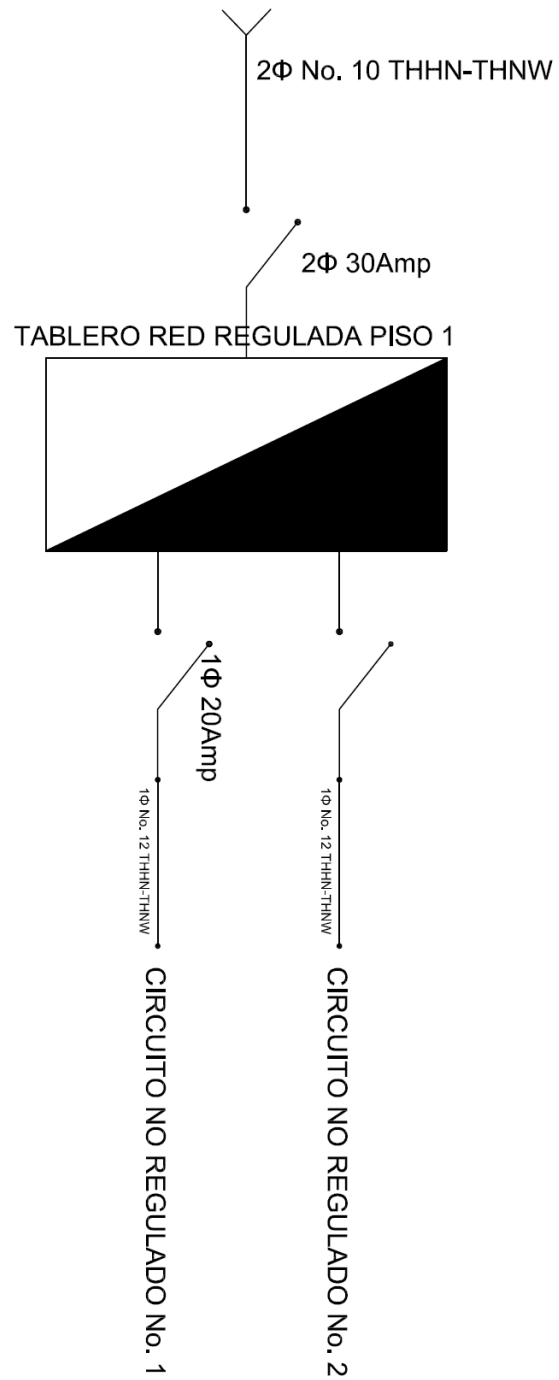 2Φ No. 10 THHN-THNW
2Φ 30Amp
TABLERO RED REGULADA PISO 1
1Φ 20Amp
1Φ No. 12 THHN-THNW
1Φ No. 12 THHN-THNW
CIRCUITO NO REGULADO No. 1
CIRCUITO NO REGULADO No. 2